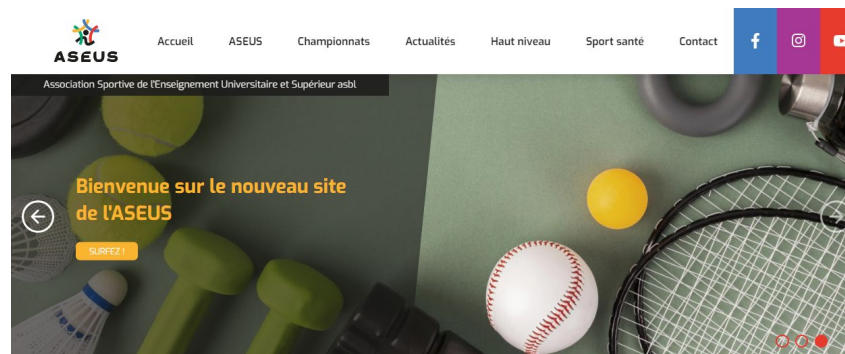 ASEUS
Accueil ASEUS Championnats Actualités Haut niveau Sport santé Contact
Association Sportive de l'Enseignement Universitaire et Supérieur asbl
Bienvenue sur le nouveau site
de l'ASEUS
SURFEZ !